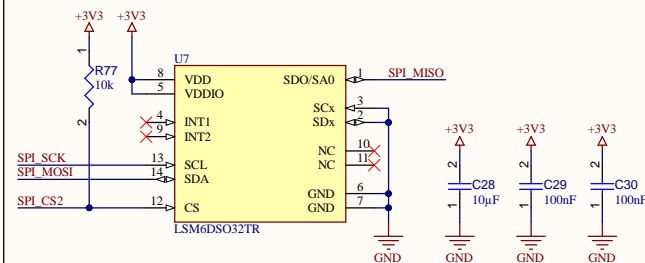 +3V3 +3V3
U7
1 R77 10k 2
8 VDD SDO/SA0 1 SPI_MISO
5 VDDIO
SCx 3
4 INT1 SDx 2
9 INT2
NC 10
NC 11
SPI_SCK 13 SCL
SPI_MOSI 14 SDA
GND 6
SPI_CS2 12 CS GND 7
LSM6DSO32TR
GND
+3V3 +3V3 +3V3
2 2 2
C28 C29 C30
10µF 100nF 100nF
1 1 1
GND GND GND